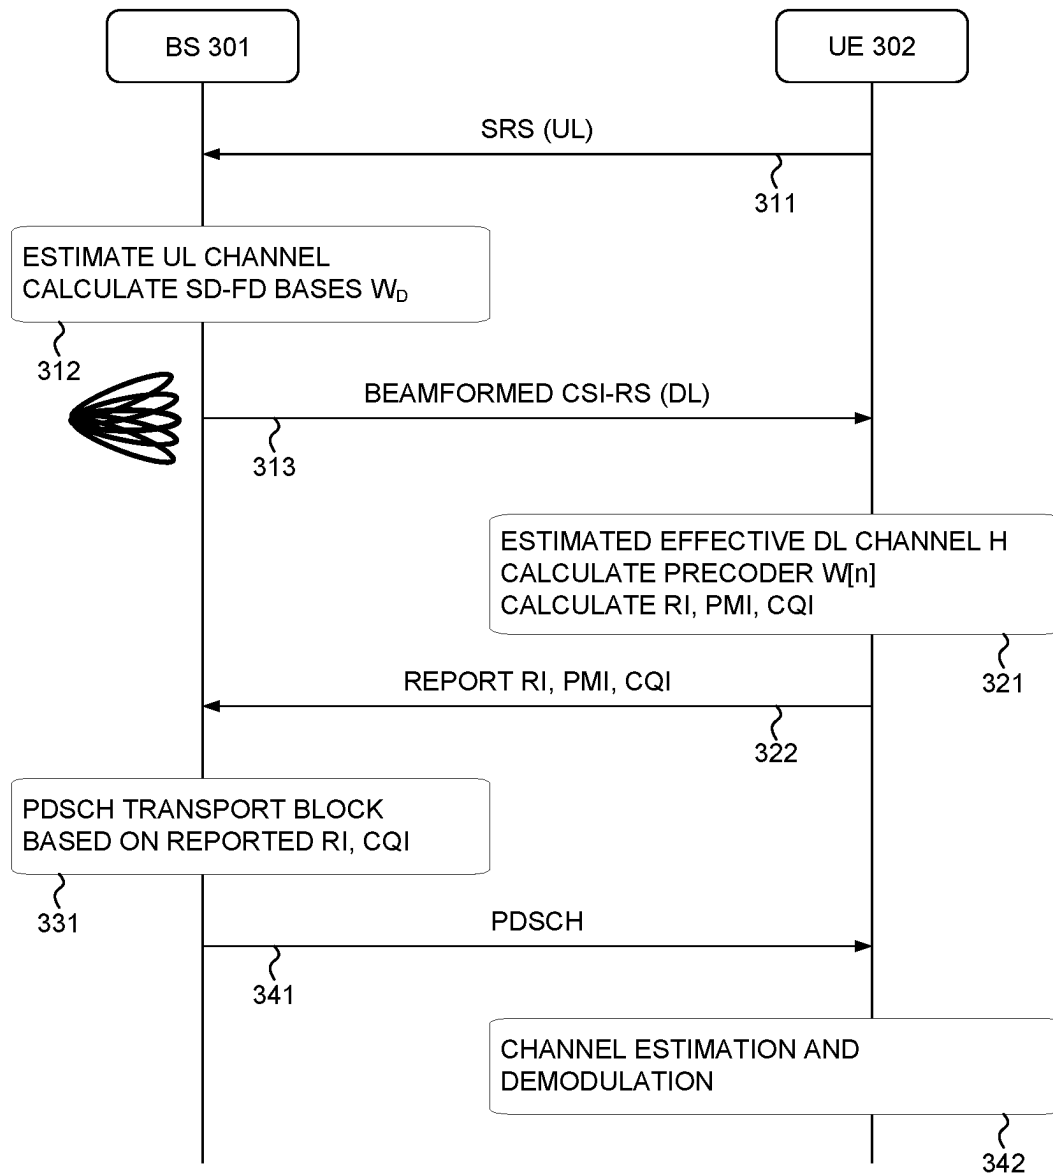 BS 301
UE 302
SRS (UL)
311
ESTIMATE UL CHANNEL
CALCULATE SD-FD BASES W_D
312
BEAMFORMED CSI-RS (DL)
313
ESTIMATED EFFECTIVE DL CHANNEL H
CALCULATE PRECODER W[n]
CALCULATE RI, PMI, CQI
321
REPORT RI, PMI, CQI
322
PDSCH TRANSPORT BLOCK
BASED ON REPORTED RI, CQI
331
PDSCH
341
CHANNEL ESTIMATION AND
DEMODULATION
342